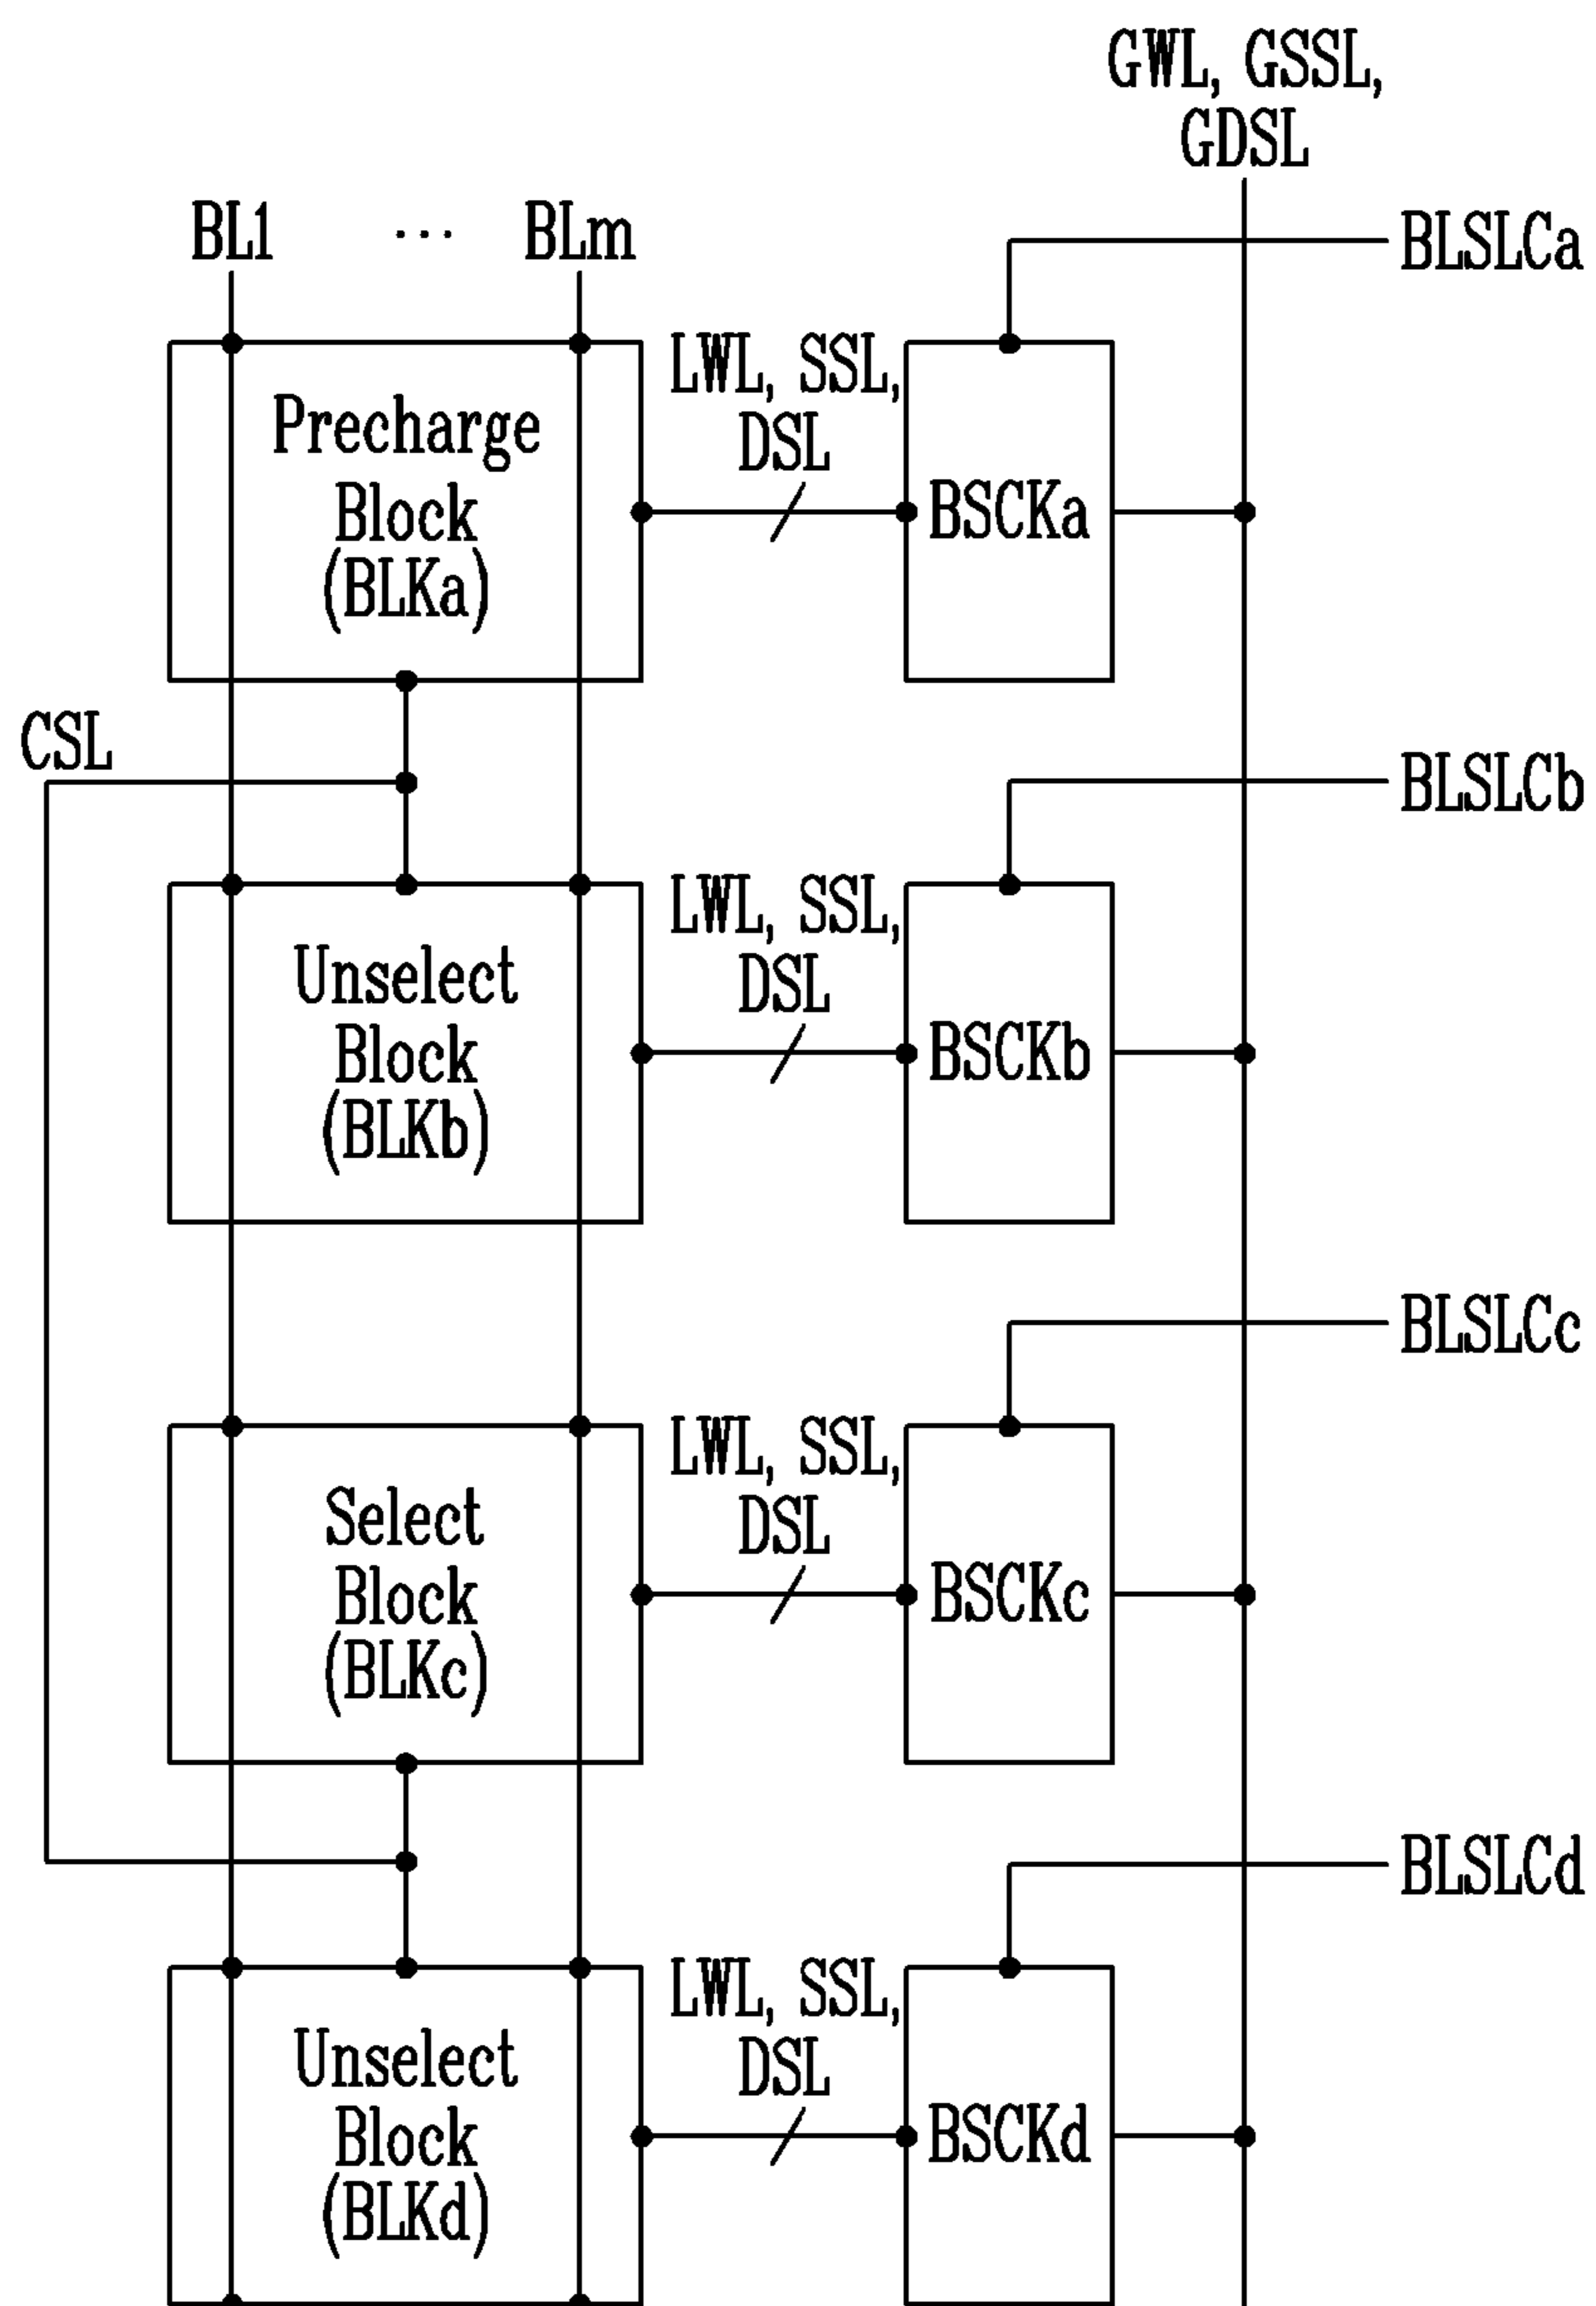 GWL, GSSL,
GDSL
BL1 ... BLm
BLSLCa
LWL, SSL,
DSL
Precharge
Block
(BLKa)
BSCKa
CSL
BLSLCb
LWL, SSL,
DSL
Unselect
Block
(BLKb)
BSCKb
BLSLCc
LWL, SSL,
DSL
Select
Block
(BLKc)
BSCKc
BLSLCd
LWL, SSL,
DSL
Unselect
Block
(BLKd)
BSCKd